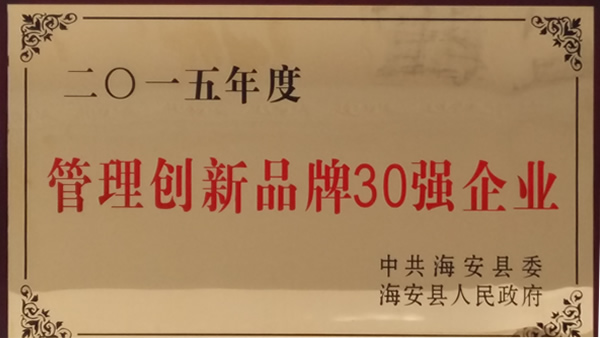 二〇一五年度
管理创新品牌30强企业
中共海安县委
海安县人民政府